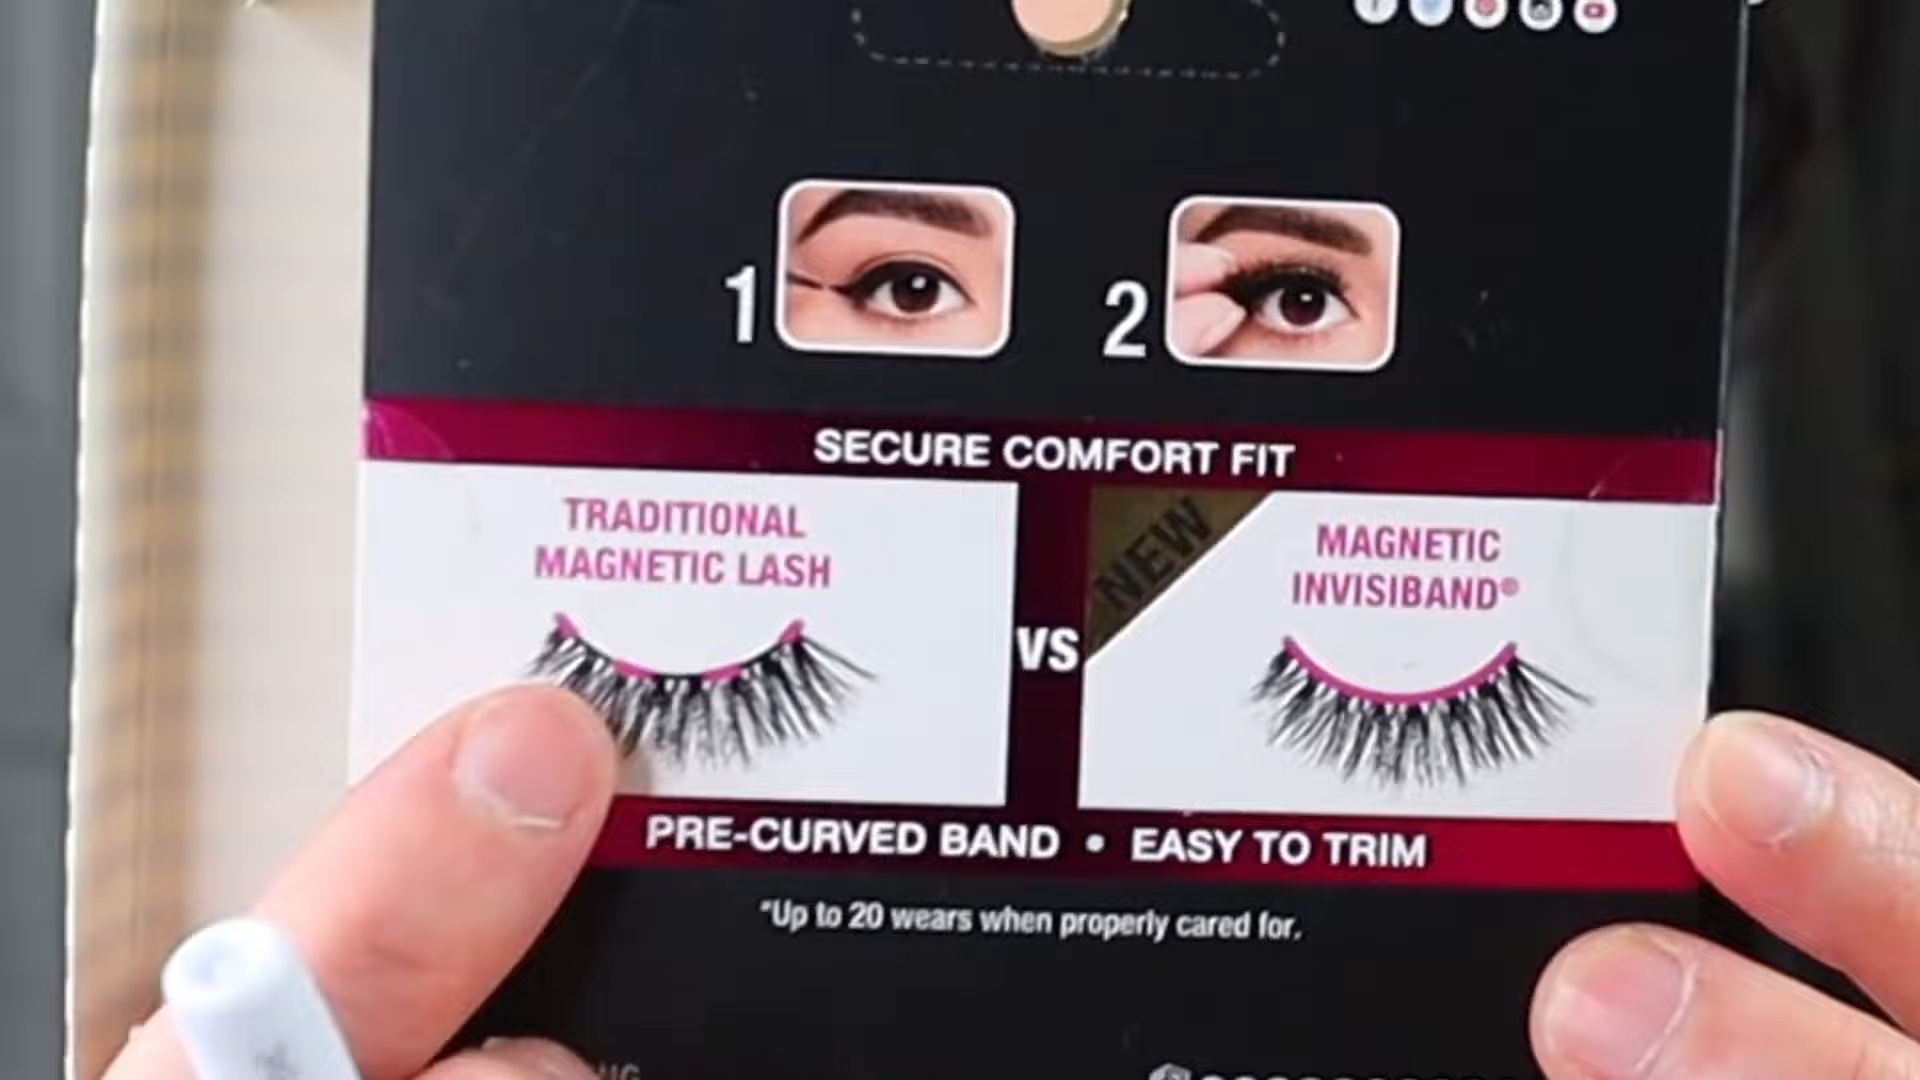 1
2
SECURE COMFORT FIT
TRADITIONAL
MAGNETIC LASH
VS
NEW
MAGNETIC
INVISIBAND®
PRE-CURVED BAND • EASY TO TRIM
*Up to 20 wears when properly cared for.